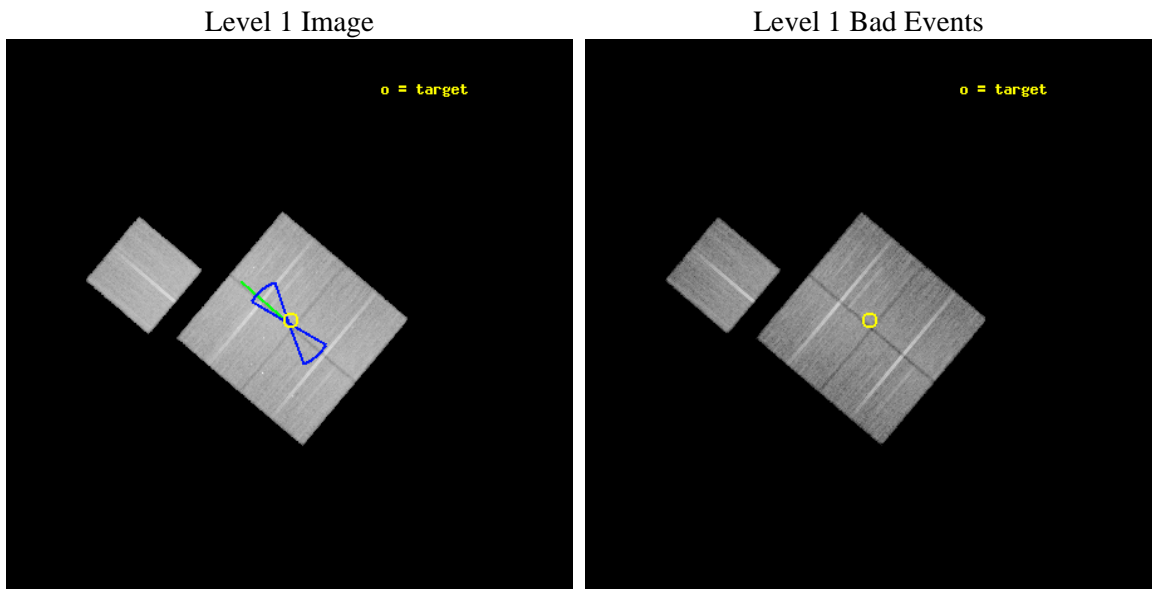 Level 1 Image
Level 1 Bad Events
o = target
o = target